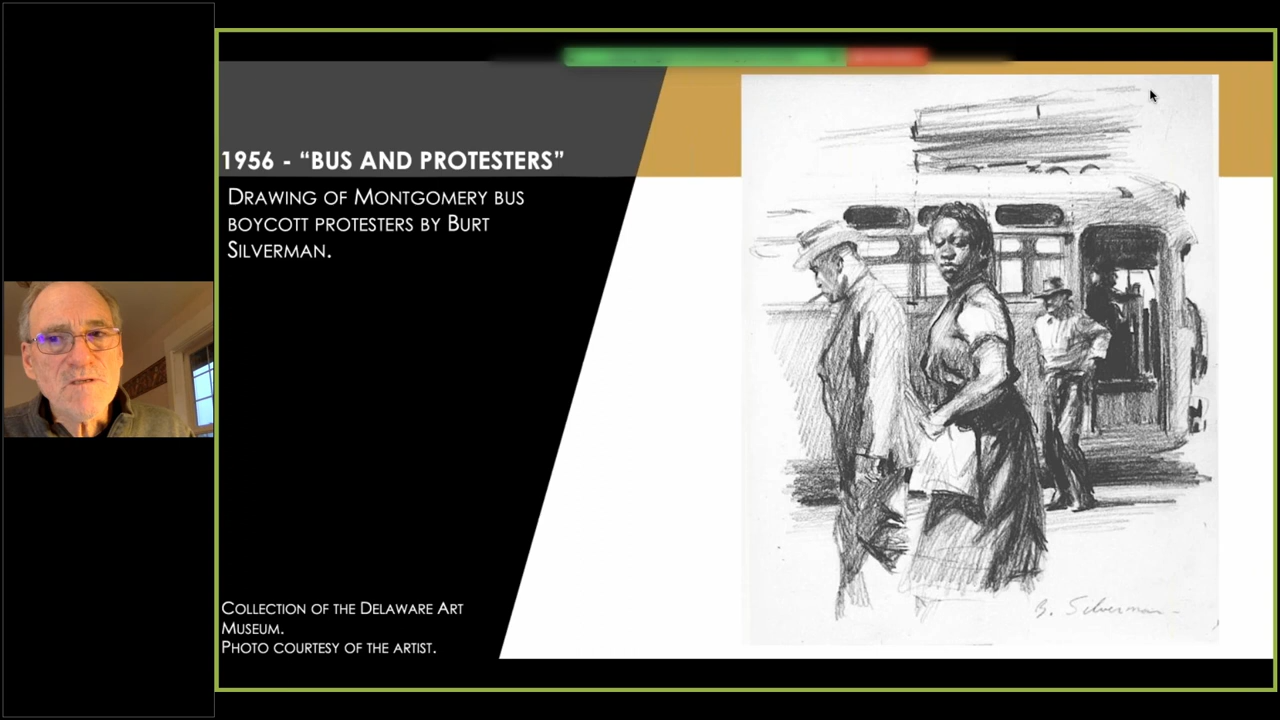 1956 - “BUS AND PROTESTERS”
DRAWING OF MONTGOMERY BUS
BOYCOTT PROTESTERS BY BURT
SILVERMAN.
COLLECTION OF THE DELAWARE ART
MUSEUM.
PHOTO COURTESY OF THE ARTIST.
B. Silverman -